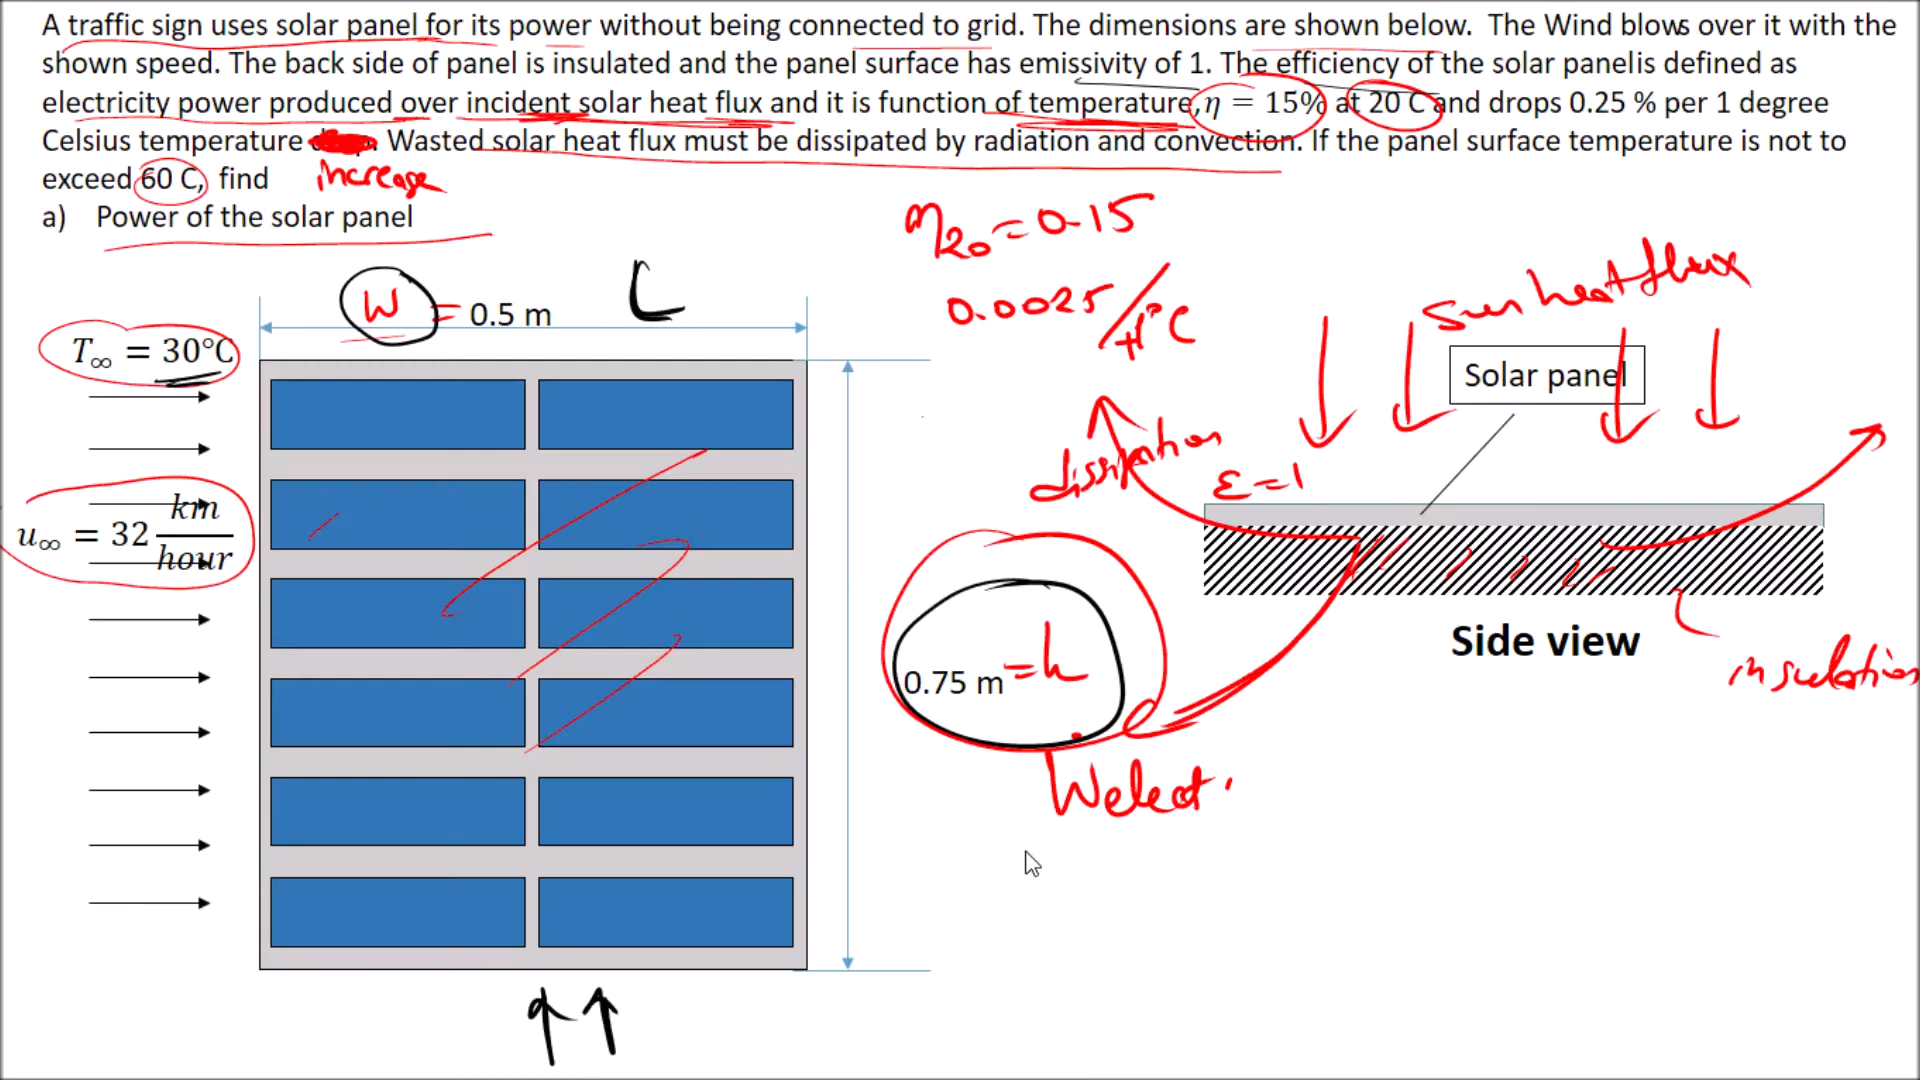 A traffic sign uses solar panel for its power without being connected to grid. The dimensions are shown below. The Wind blows over it with the
shown speed. The back side of panel is insulated and the panel surface has emissivity of 1. The efficiency of the solar panel is defined as
electricity power produced over incident solar heat flux and it is function of temperature, η = 15% at 20 C and drops 0.25 % per 1 degree
Celsius temperature . Wasted solar heat flux must be dissipated by radiation and convection. If the panel surface temperature is not to
exceed 60 C, find
increase
a) Power of the solar panel
η20 = 0.15
0.0025/+1°C
Sun heat flux
W = 0.5 m
L
T∞ = 30°C
Solar panel
dissipation
ε = 1
u∞ = 32 km/hour
0.75 m = h
Side view
insulation
Welect.